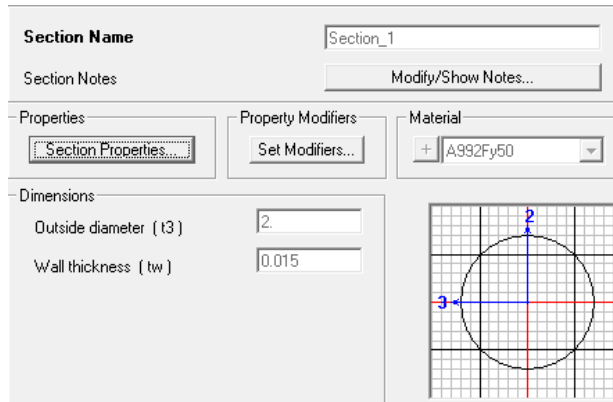 Section Name Section_1
Section Notes Modify/Show Notes...
Properties Property Modifiers Material
Section Properties... Set Modifiers... + A992Fy50
Dimensions
Outside diameter ( t3 ) 2.
Wall thickness ( tw ) 0.015
2
3